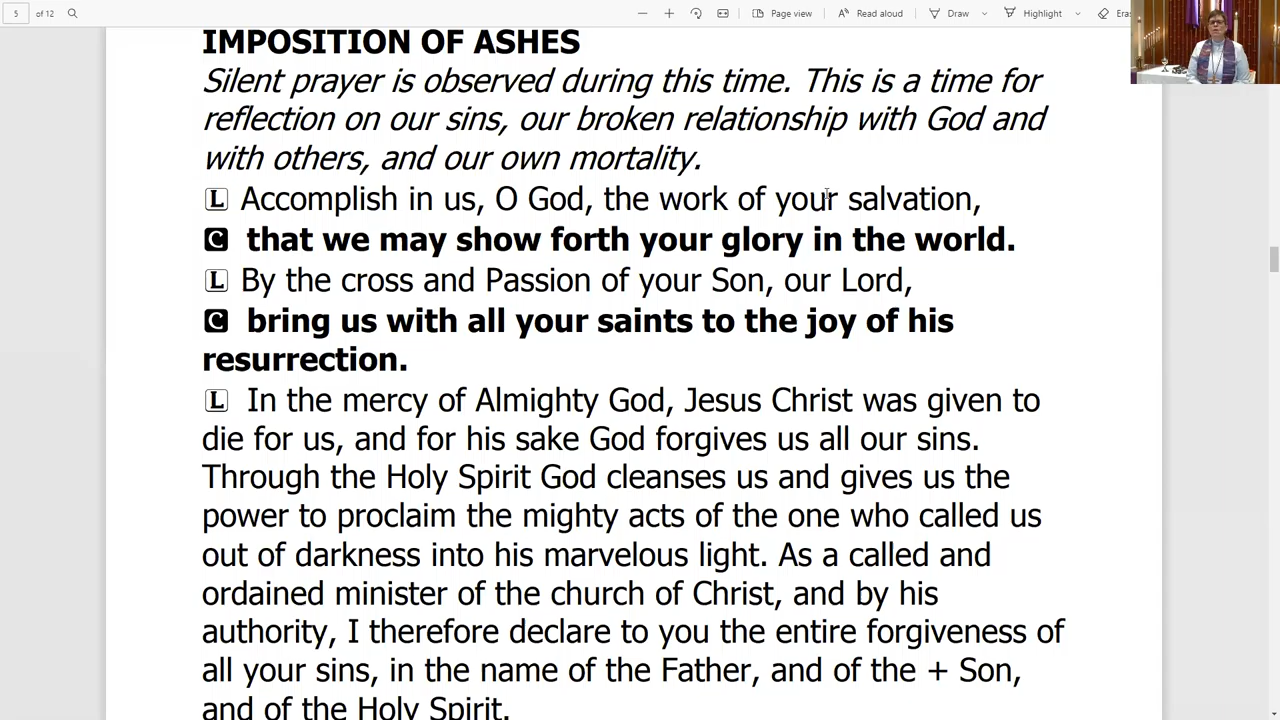 5 of 12 Page view Read aloud Draw Highlight Eras
IMPOSITION OF ASHES
Silent prayer is observed during this time. This is a time for
reflection on our sins, our broken relationship with God and
with others, and our own mortality.
L Accomplish in us, O God, the work of your salvation,
C that we may show forth your glory in the world.
L By the cross and Passion of your Son, our Lord,
C bring us with all your saints to the joy of his
resurrection.
L In the mercy of Almighty God, Jesus Christ was given to
die for us, and for his sake God forgives us all our sins.
Through the Holy Spirit God cleanses us and gives us the
power to proclaim the mighty acts of the one who called us
out of darkness into his marvelous light. As a called and
ordained minister of the church of Christ, and by his
authority, I therefore declare to you the entire forgiveness of
all your sins, in the name of the Father, and of the + Son,
and of the Holy Spirit.